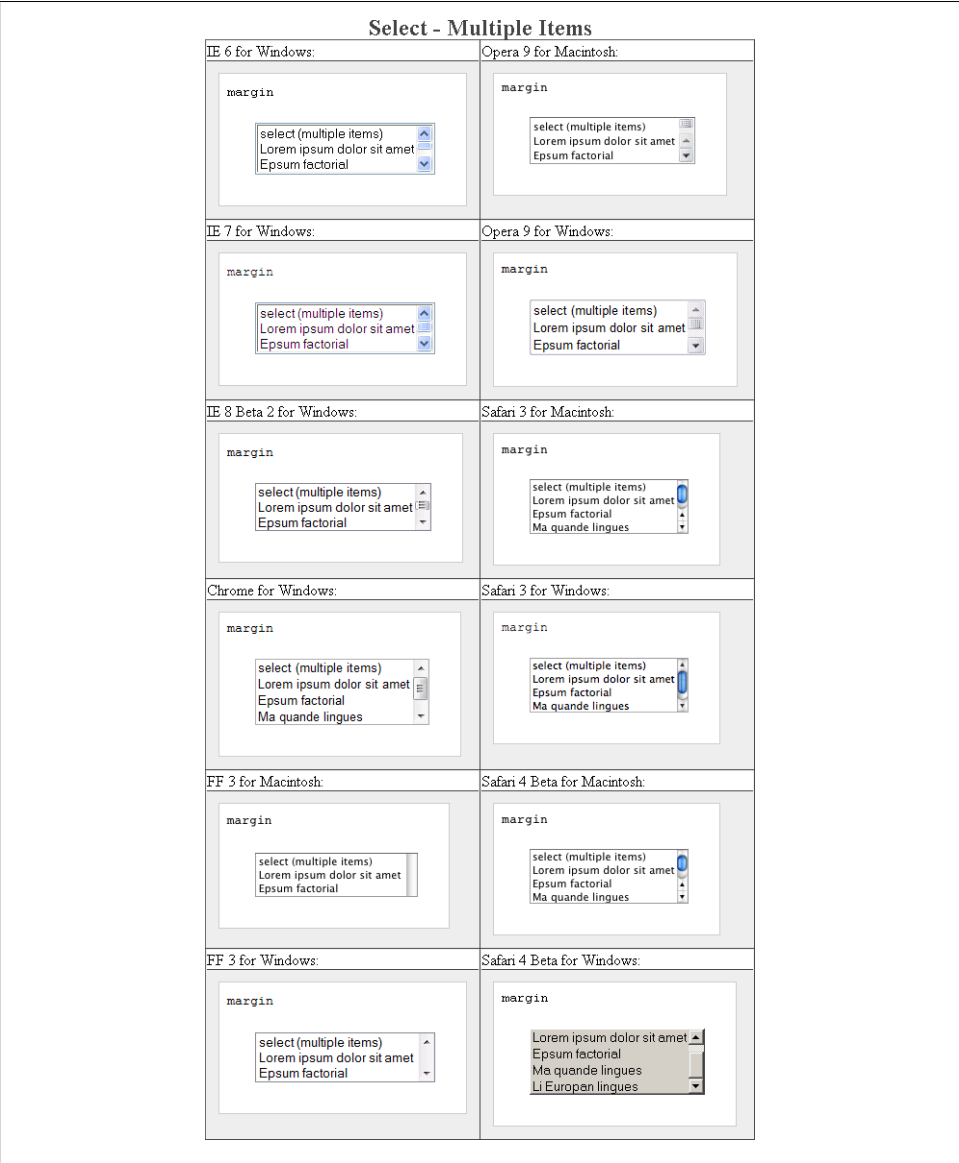 Select - Multiple Items
IE 6 for Windows:
margin
select (multiple items)
Lorem ipsum dolor sit amet
Epsum factorial
Opera 9 for Macintosh:
margin
select (multiple items)
Lorem ipsum dolor sit amet
Epsum factorial
IE 7 for Windows:
margin
select (multiple items)
Lorem ipsum dolor sit amet
Epsum factorial
Opera 9 for Windows:
margin
select (multiple items)
Lorem ipsum dolor sit amet
Epsum factorial
IE 8 Beta 2 for Windows:
margin
select (multiple items)
Lorem ipsum dolor sit amet
Epsum factorial
Safari 3 for Macintosh:
margin
select (multiple items)
Lorem ipsum dolor sit amet
Epsum factorial
Ma quande lingues
Chrome for Windows:
margin
select (multiple items)
Lorem ipsum dolor sit amet
Epsum factorial
Ma quande lingues
Safari 3 for Windows:
margin
select (multiple items)
Lorem ipsum dolor sit amet
Epsum factorial
Ma quande lingues
FF 3 for Macintosh:
margin
select (multiple items)
Lorem ipsum dolor sit amet
Epsum factorial
Safari 4 Beta for Macintosh:
margin
select (multiple items)
Lorem ipsum dolor sit amet
Epsum factorial
Ma quande lingues
FF 3 for Windows:
margin
select (multiple items)
Lorem ipsum dolor sit amet
Epsum factorial
Safari 4 Beta for Windows:
margin
Lorem ipsum dolor sit amet
Epsum factorial
Ma quande lingues
Li Europan lingues